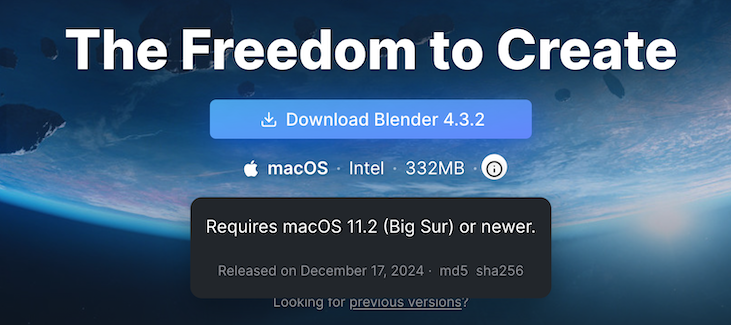 The Freedom to Create
Download Blender 4.3.2
macOS · Intel · 332MB ·
Requires macOS 11.2 (Big Sur) or newer.
Released on December 17, 2024 · md5 sha256
Looking for previous versions?